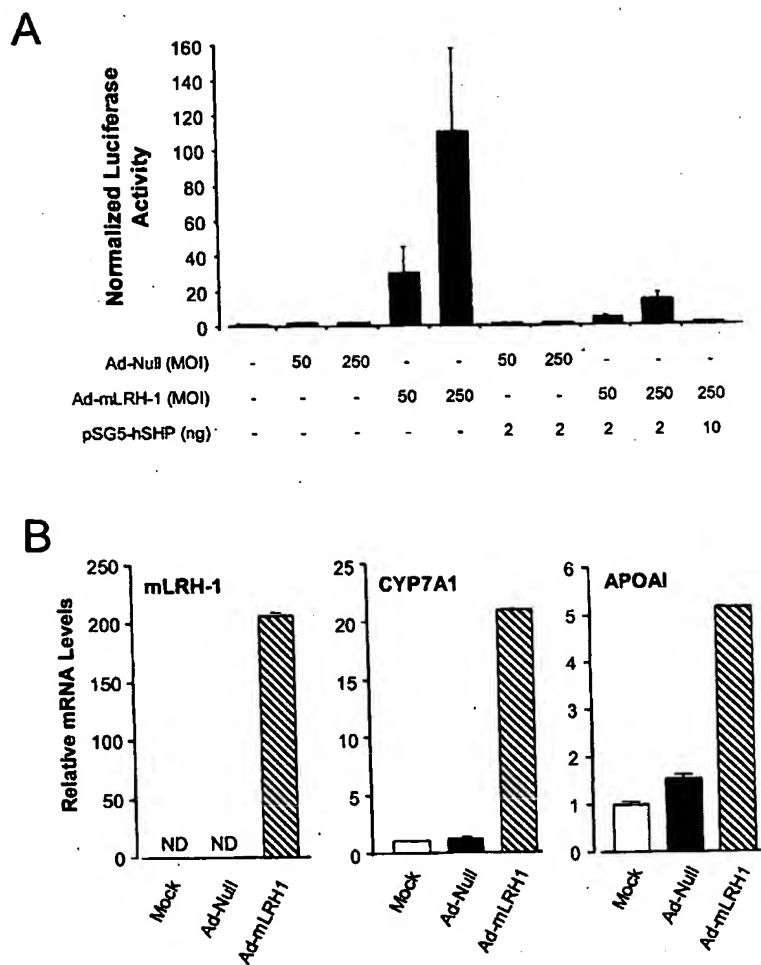 A
Normalized Luciferase
Activity
160
140
120
100
80
60
40
20
0
Ad-Null (MOI) - 50 250 - - 50 250 - - -
Ad-mLRH-1 (MOI) - - - 50 250 - - 50 250 250
pSG5-hSHP (ng) - - - - - 2 2 2 2 10
B
Relative mRNA Levels
mLRH-1
250
200
150
100
50
0
ND ND
Mock
Ad-Null
Ad-mLRH1
CYP7A1
25
20
15
10
5
0
Mock
Ad-Null
Ad-mLRH1
APOAI
6
5
4
3
2
1
0
Mock
Ad-Null
Ad-mLRH1